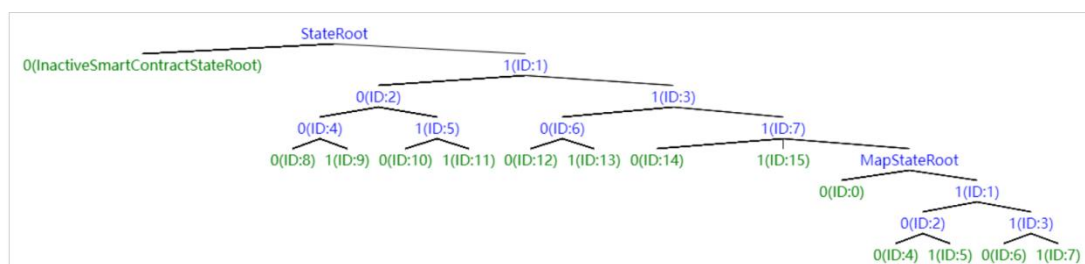 StateRoot
0(InactiveSmartContractStateRoot)
1(ID:1)
0(ID:2) 1(ID:3)
0(ID:4) 1(ID:5) 0(ID:6) 1(ID:7)
0(ID:8) 1(ID:9) 0(ID:10) 1(ID:11) 0(ID:12) 1(ID:13) 0(ID:14) 1(ID:15) MapStateRoot
0(ID:0) 1(ID:1)
0(ID:2) 1(ID:3)
0(ID:4) 1(ID:5) 0(ID:6) 1(ID:7)